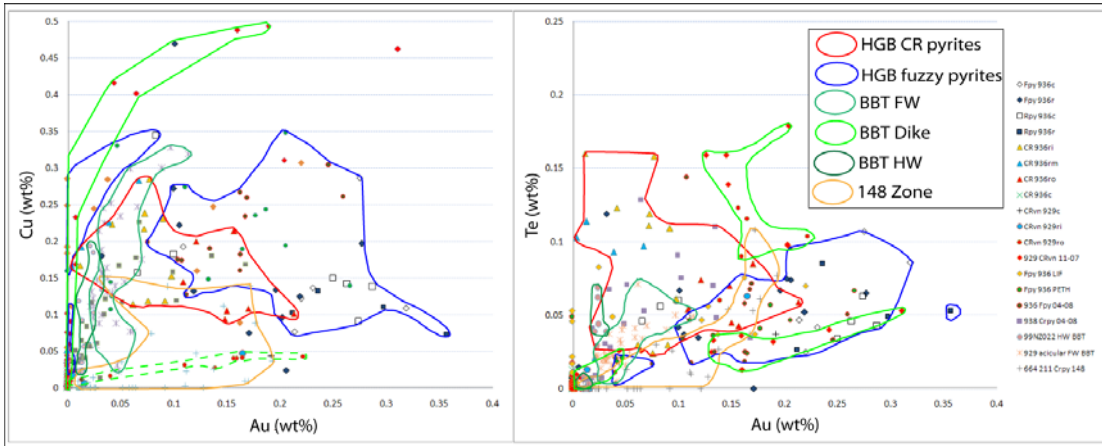 0.5
0.45
0.4
0.35
0.3
0.25
0.2
0.15
0.1
0.05
0
Cu (wt%)
0 0.05 0.1 0.15 0.2 0.25 0.3 0.35 0.4
Au (wt%)
0.25
0.2
0.15
0.1
0.05
0
Te (wt%)
0 0.05 0.1 0.15 0.2 0.25 0.3 0.35 0.4
Au (wt%)
HGB CR pyrites
HGB fuzzy pyrites
BBT FW
BBT Dike
BBT HW
148 Zone
Fpy 936c
Fpy 936r
Rpy 936c
Rpy 936r
CR 936ri
CR 936rm
CR 936ro
CR 936c
CRvn 929c
CRvn 929ri
CRvn 929ro
929 CRvn 11-07
Fpy 936 LIF
Fpy 936 PETH
936 Fpy 04-08
938 Crpy 04-08
99NZ022 HW BBT
929 acicular FW BBT
664 211 Crpy 148